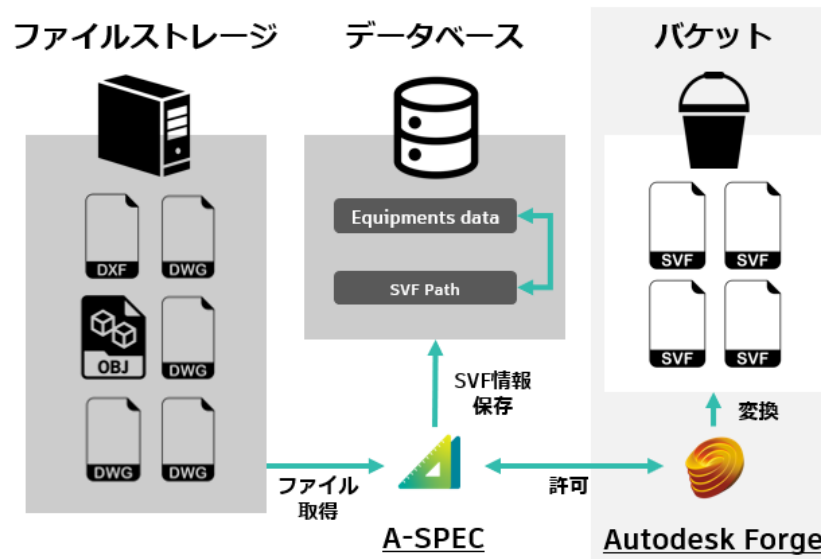 ファイルストレージ
データベース
バケット
DXF
DWG
OBJ
DWG
DWG
DWG
Equipments data
SVF Path
SVF
SVF
SVF
SVF
SVF情報
保存
変換
ファイル
取得
許可
A-SPEC
Autodesk Forge